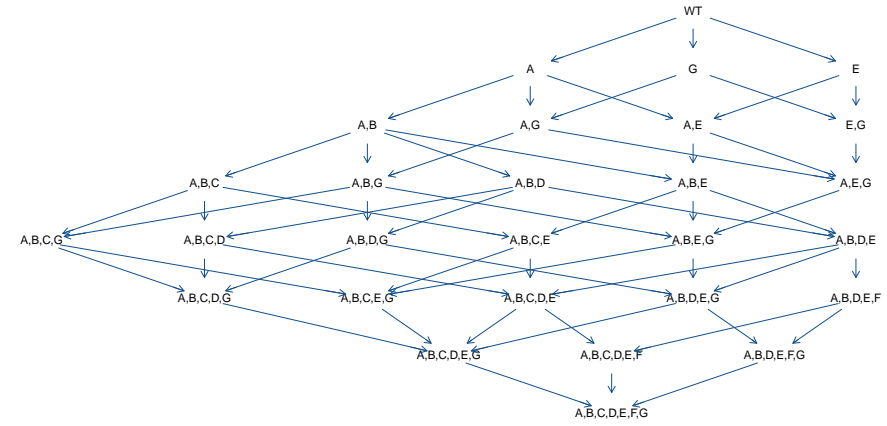 WT
A G E
A,B A,G A,E E,G
A,B,C A,B,G A,B,D A,B,E A,E,G
A,B,C,G A,B,C,D A,B,D,G A,B,C,E A,B,E,G A,B,D,E
A,B,C,D,G A,B,C,E,G A,B,C,D,E A,B,D,E,G A,B,D,E,F
A,B,C,D,E,G A,B,C,D,E,F A,B,D,E,F,G
A,B,C,D,E,F,G